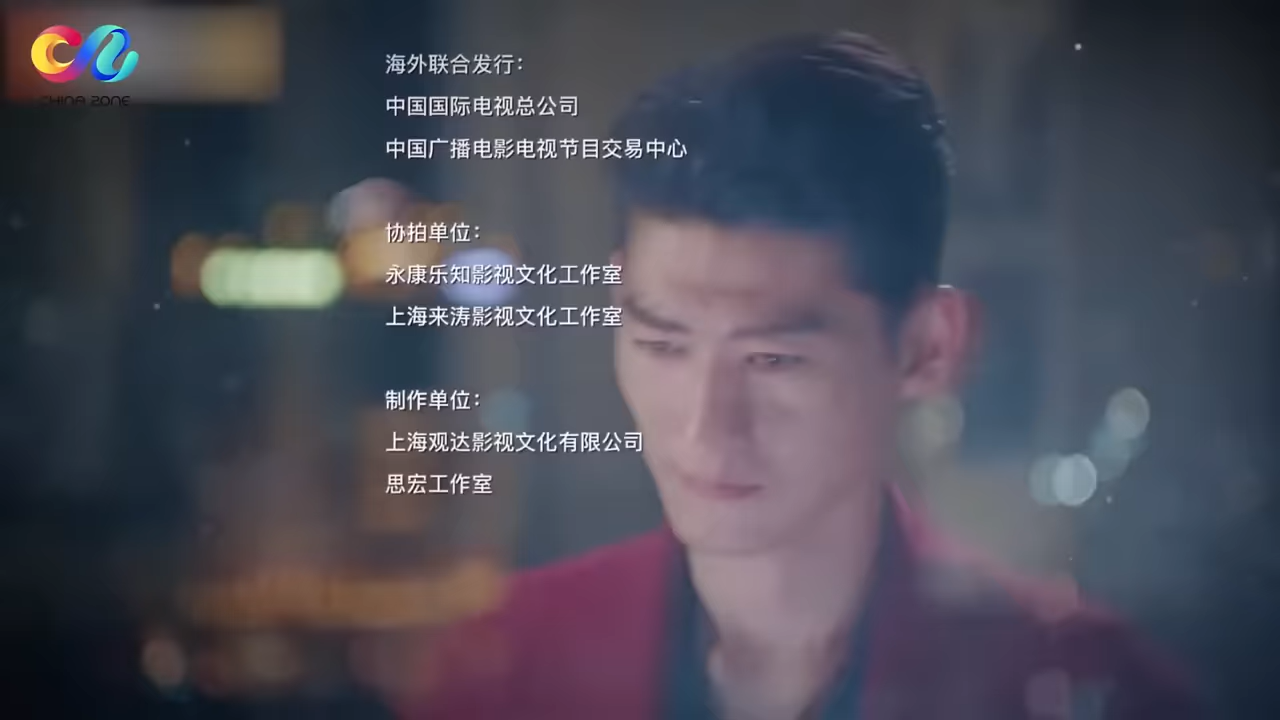 CHINA ZONE
海外联合发行：
中国国际电视总公司
中国广播电影电视节目交易中心
协拍单位：
永康乐知影视文化工作室
上海来涛影视文化工作室
制作单位：
上海观达影视文化有限公司
思宏工作室